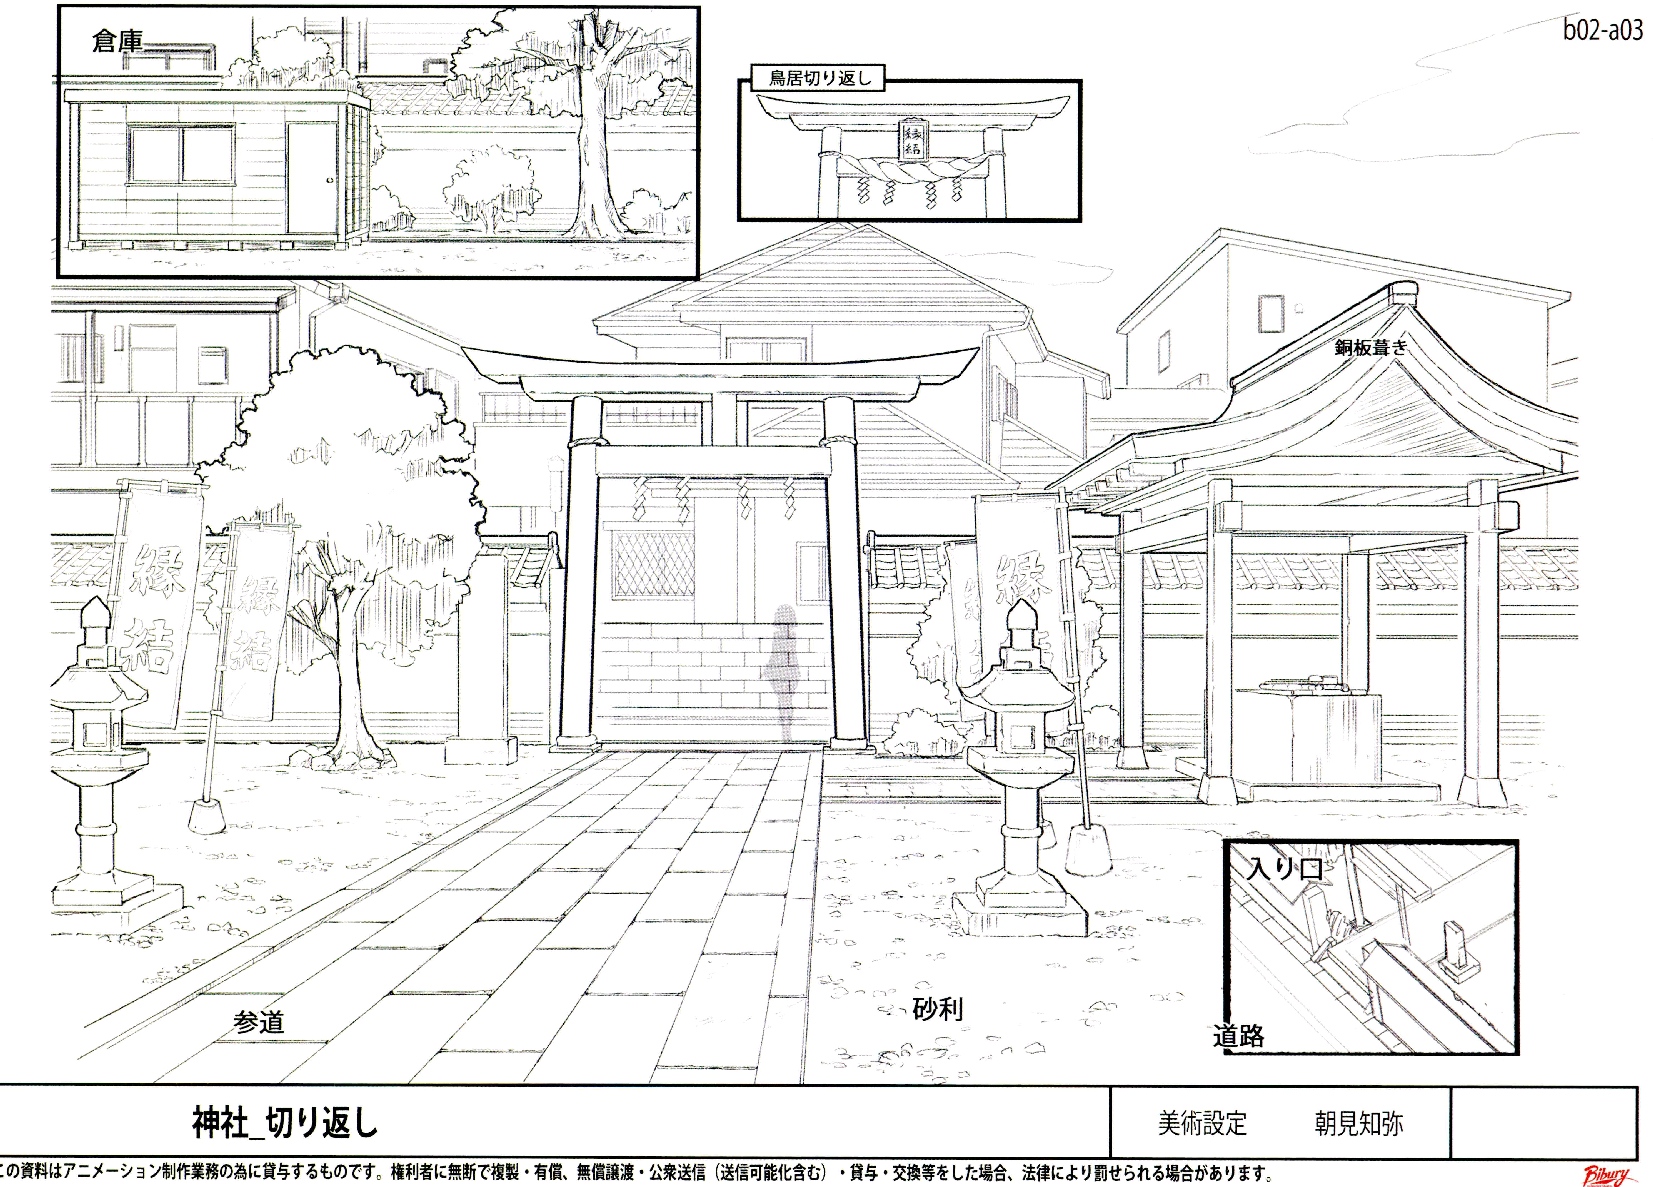 b02-a03
倉庫
鳥居切り返し
縁
結
銅板葺き
縁
結
縁
結
縁
結
入り口
道路
参道
砂利
神社_切り返し
美術設定 朝見知弥
この資料はアニメーション制作業務の為に貸与するものです。権利者に無断で複製・有償、無償譲渡・公衆送信（送信可能化含む）・貸与・交換等をした場合、法律により罰せられる場合があります。
Bibury